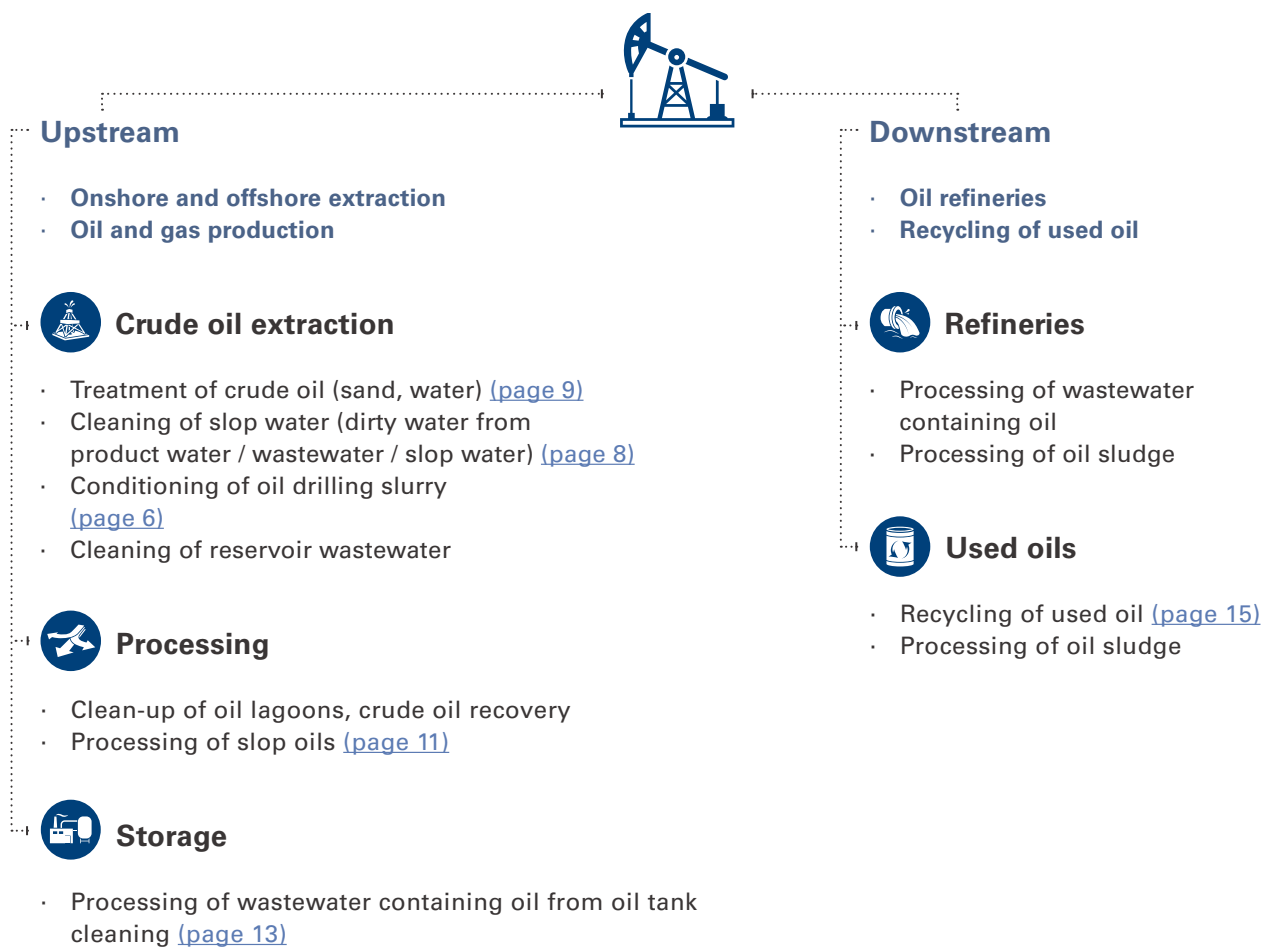 Upstream
· Onshore and offshore extraction
· Oil and gas production
Crude oil extraction
· Treatment of crude oil (sand, water) (page 9)
· Cleaning of slop water (dirty water from
product water / wastewater / slop water) (page 8)
· Conditioning of oil drilling slurry
(page 6)
· Cleaning of reservoir wastewater
Processing
· Clean-up of oil lagoons, crude oil recovery
· Processing of slop oils (page 11)
Storage
· Processing of wastewater containing oil from oil tank
cleaning (page 13)
Downstream
· Oil refineries
· Recycling of used oil
Refineries
· Processing of wastewater
containing oil
· Processing of oil sludge
Used oils
· Recycling of used oil (page 15)
· Processing of oil sludge